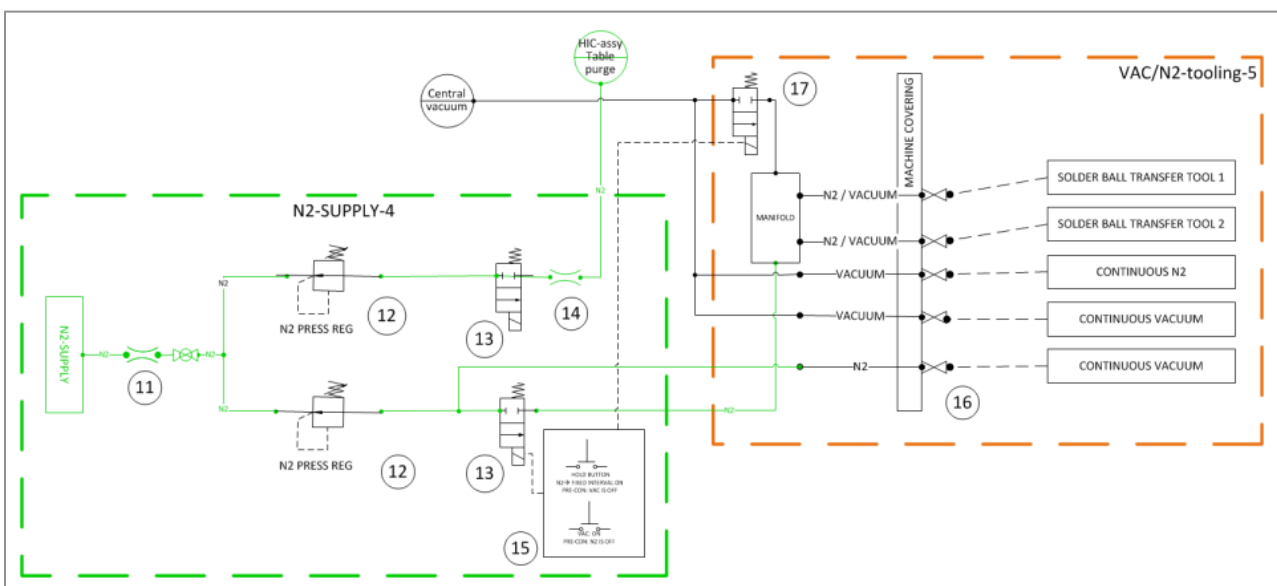 HIC-assy
Table
purge
Central
vacuum
17
VAC/N2-tooling-5
MACHINE COVERING
N2
N2-SUPPLY-4
MANIFOLD
N2 / VACUUM
SOLDER BALL TRANSFER TOOL 1
N2 / VACUUM
SOLDER BALL TRANSFER TOOL 2
VACUUM
CONTINUOUS N2
VACUUM
CONTINUOUS VACUUM
N2
CONTINUOUS VACUUM
16
N2
12
13
14
N2 PRESS REG
N2-SUPPLY
N2
N2
11
N2
12
13
N2 PRESS REG
N2
15
HOLD BUTTON
N2→ FIXED INTERVAL ON
PRE-CON: VAC IS OFF
VAC. ON
PRE-CON: N2 IS OFF